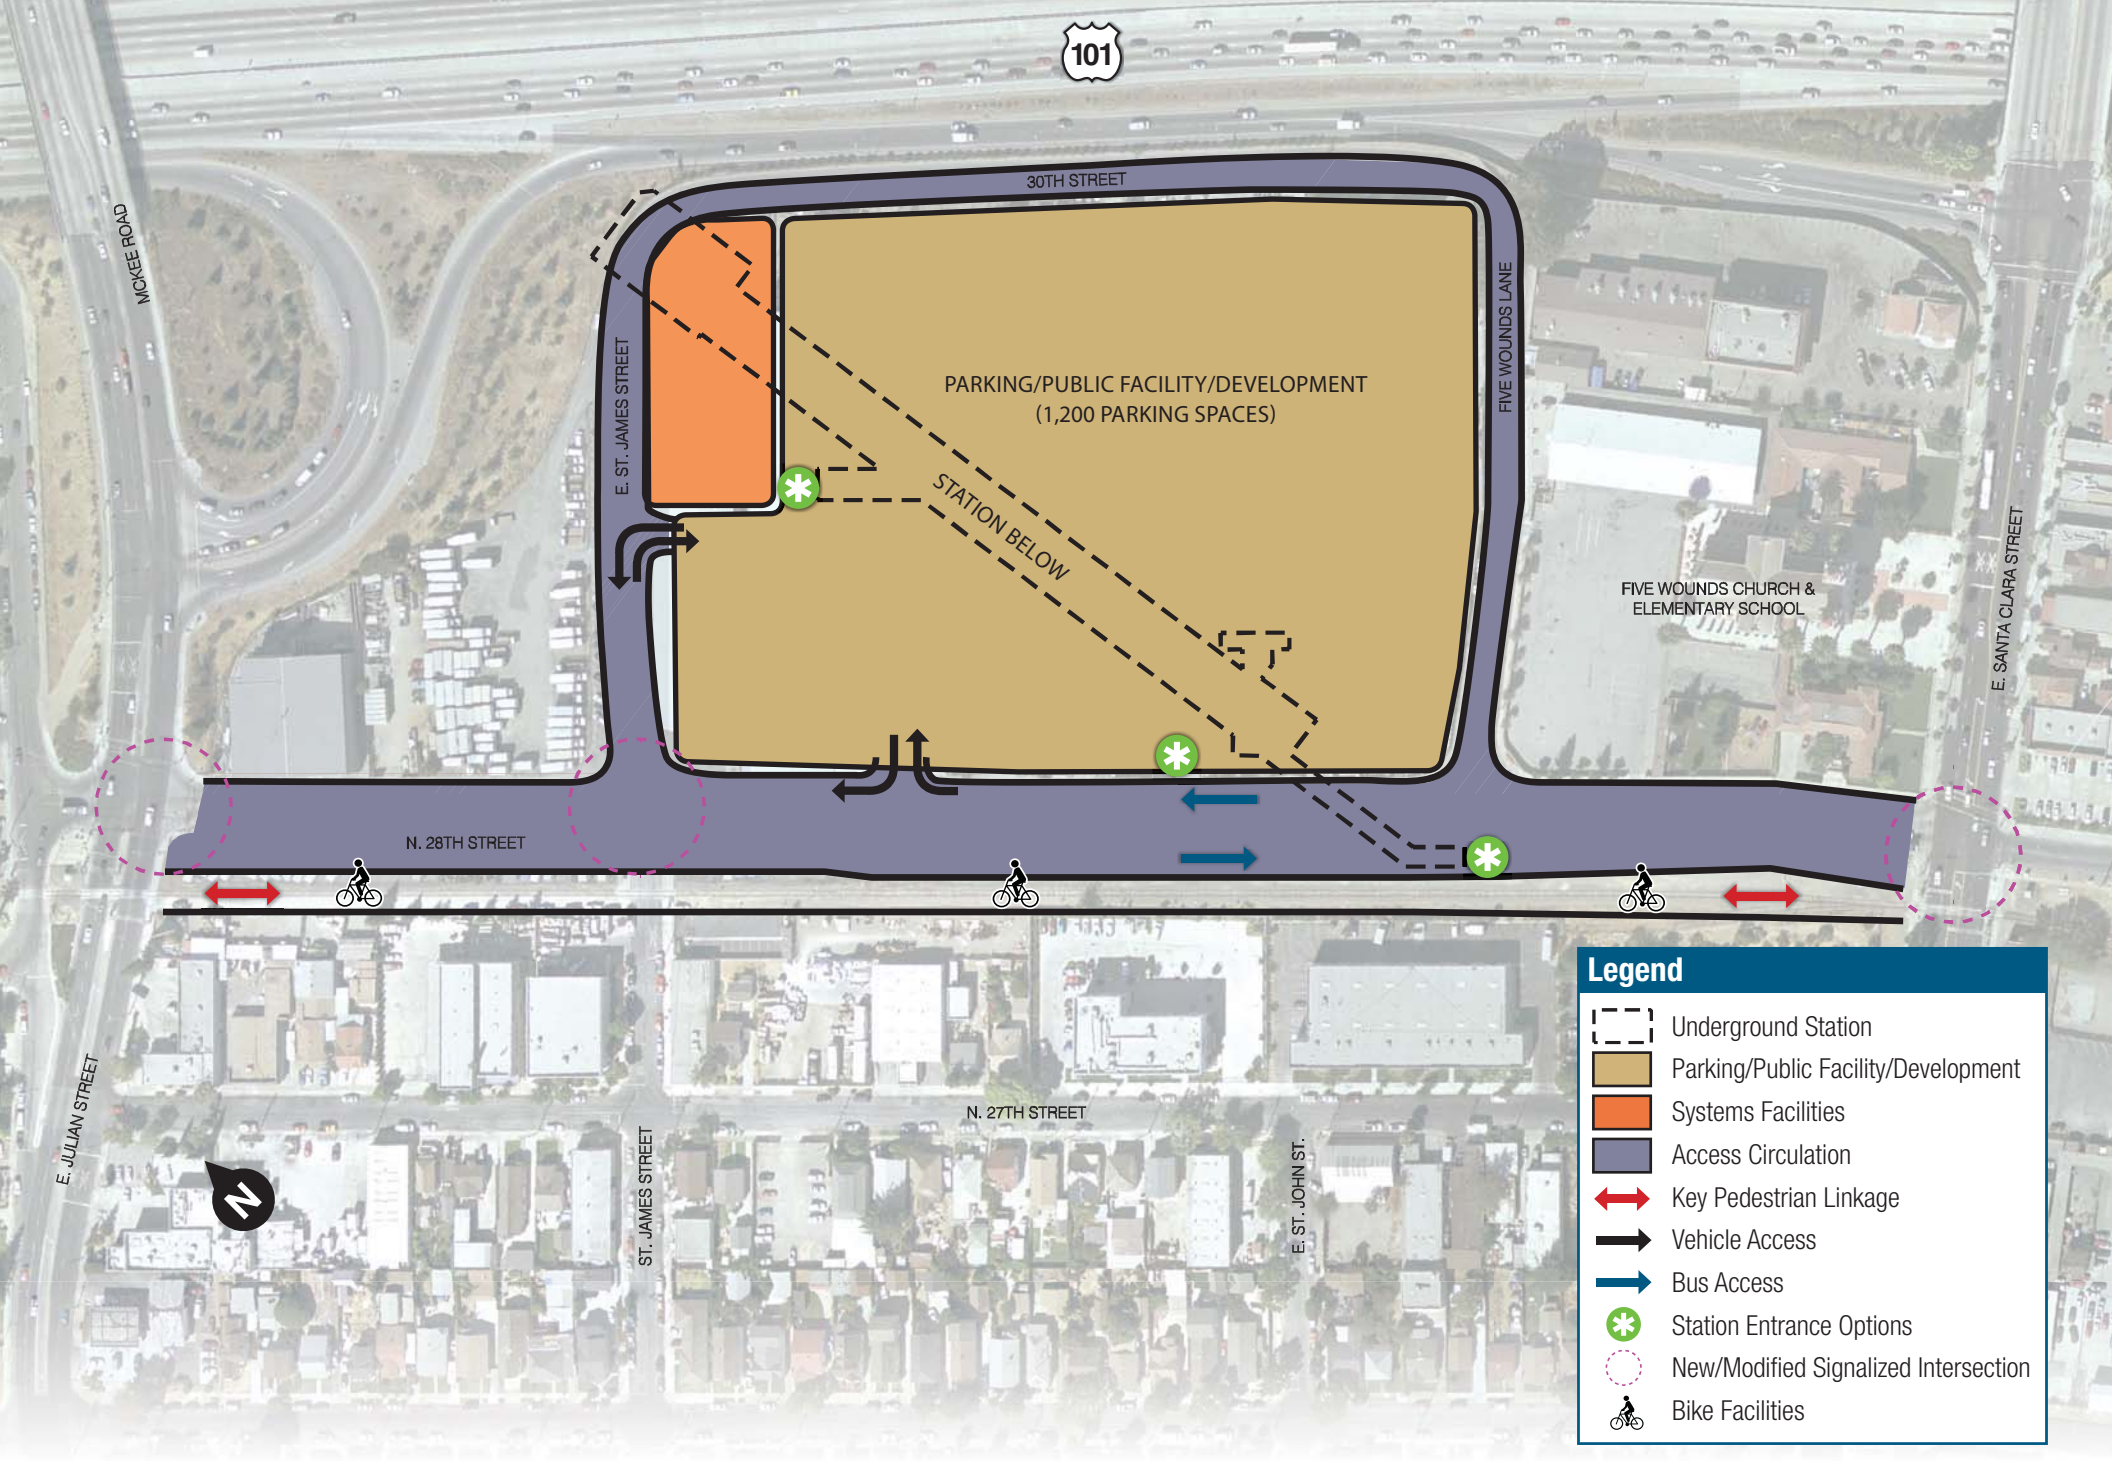 101
30TH STREET
MCKEE ROAD
E. ST. JAMES STREET
FIVE WOUNDS LANE
PARKING/PUBLIC FACILITY/DEVELOPMENT
(1,200 PARKING SPACES)
STATION BELOW
FIVE WOUNDS CHURCH &
ELEMENTARY SCHOOL
E. SANTA CLARA STREET
N. 28TH STREET
E. JULIAN STREET
N. 27TH STREET
ST. JAMES STREET
E. ST. JOHN ST.
N
Legend
Underground Station
Parking/Public Facility/Development
Systems Facilities
Access Circulation
Key Pedestrian Linkage
Vehicle Access
Bus Access
Station Entrance Options
New/Modified Signalized Intersection
Bike Facilities